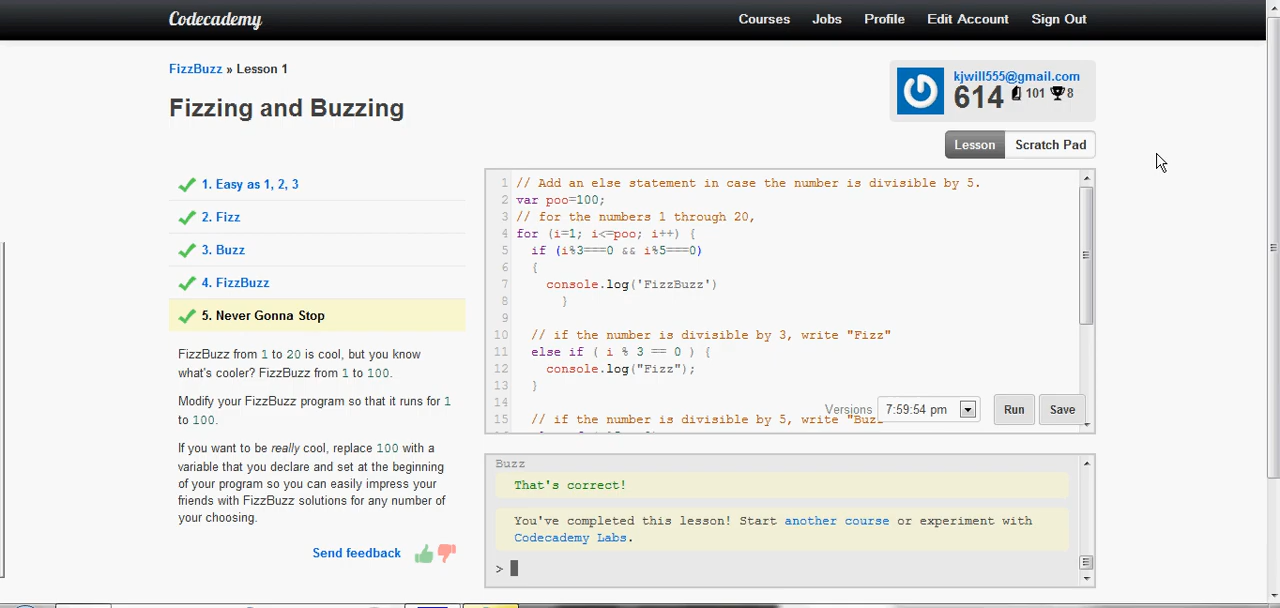 Codecademy
Courses Jobs Profile Edit Account Sign Out
FizzBuzz » Lesson 1
Fizzing and Buzzing
kjwill555@gmail.com
614 101 8
Lesson Scratch Pad
1. Easy as 1, 2, 3
2. Fizz
3. Buzz
4. FizzBuzz
5. Never Gonna Stop
FizzBuzz from 1 to 20 is cool, but you know
what's cooler? FizzBuzz from 1 to 100.
Modify your FizzBuzz program so that it runs for 1
to 100.
If you want to be really cool, replace 100 with a
variable that you declare and set at the beginning
of your program so you can easily impress your
friends with FizzBuzz solutions for any number of
your choosing.
Send feedback
1 // Add an else statement in case the number is divisible by 5.
2 var poo=100;
3 // for the numbers 1 through 20,
4 for (i=1; i<=poo; i++) {
5 if (i%3===0 && i%5===0)
6 {
7 console.log('FizzBuzz')
8 }
9
10 // if the number is divisible by 3, write "Fizz"
11 else if ( i % 3 == 0 ) {
12 console.log("Fizz");
13 }
14
15 // if the number is divisible by 5, write "Buzz
Versions 7:59:54 pm Run Save
Buzz
That's correct!
You've completed this lesson! Start another course or experiment with
Codecademy Labs.
>